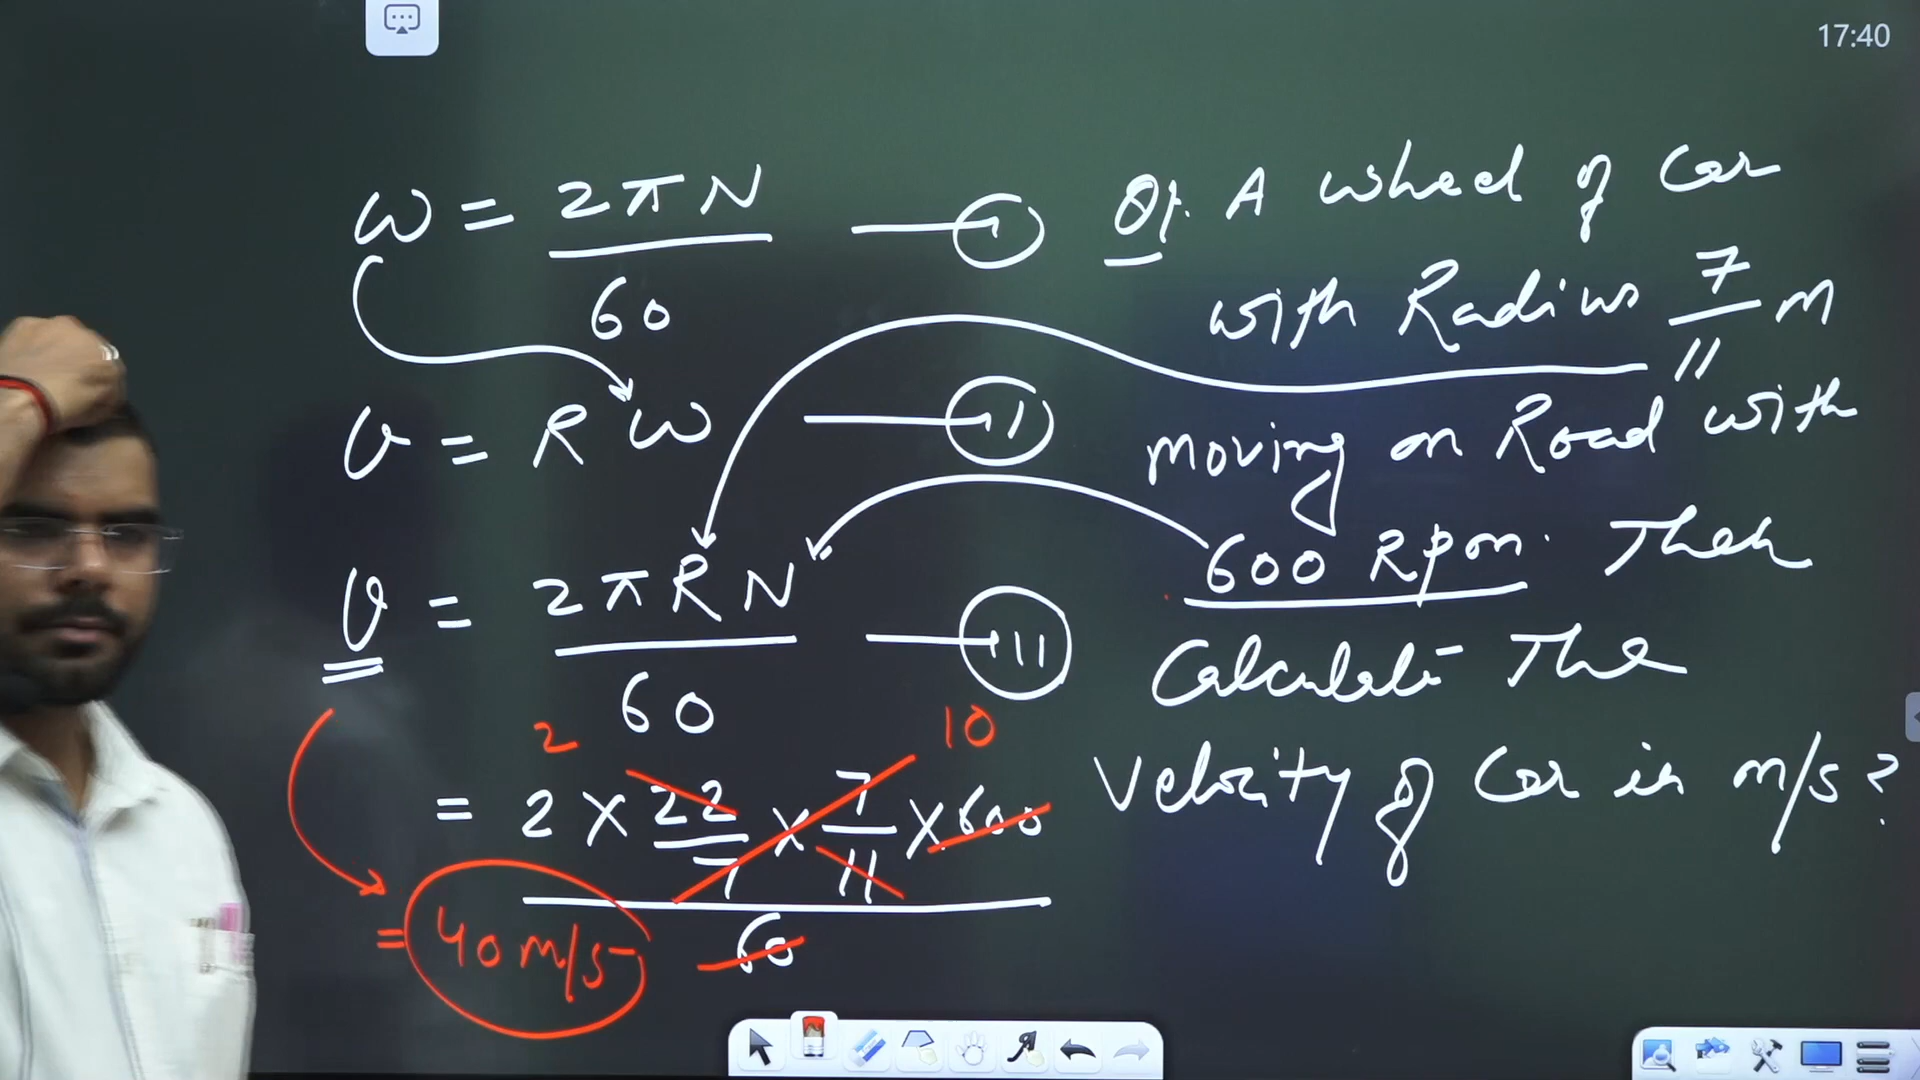 17:40
ω = 2πN / 60 — I
v = R ω — II
v = 2πRN / 60 — III
= 2 × 22/7 × 7/11 × 600 / 60
2 10
= 40 m/s
Q1. A wheel of Car
with Radius 7/11 m
moving on Road with
600 Rpm. Then
Calculate The
Velocity of Car in m/s?